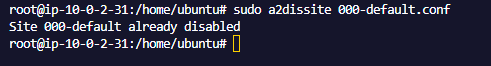 root@ip-10-0-2-31:/home/ubuntu# sudo a2dissite 000-default.conf
Site 000-default already disabled
root@ip-10-0-2-31:/home/ubuntu#